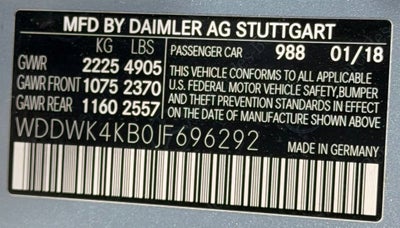 MFD BY DAIMLER AG STUTTGART
KG LBS
GVWR 2225 4905
GAWR FRONT 1075 2370
GAWR REAR 1160 2557
PASSENGER CAR 988 01/18
THIS VEHICLE CONFORMS TO ALL APPLICABLE
U.S. FEDERAL MOTOR VEHICLE SAFETY,BUMPER
AND THEFT PREVENTION STANDARDS IN EFFECT
ON THE DATE OF MANUFACTURE SHOWN ABOVE.
WDDWK4KB0JF696292
MADE IN GERMANY